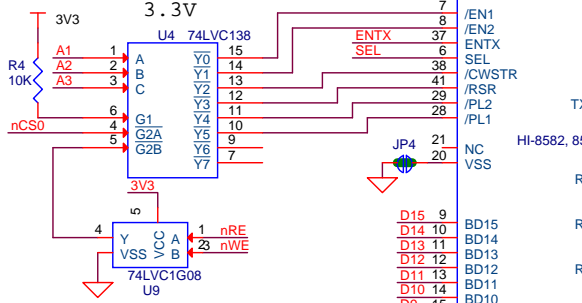 3.3V
3V3
U4 74LVC138
R4
10K
A1 1 A Y0 15 7 /EN1
A2 2 B Y1 14 8 /EN2
A3 3 C Y2 13
Y3 12
6 G1 Y4 11
nCS0 4 G2A Y5 10
5 G2B Y6 9
Y7 7
ENTX 37 ENTX
SEL 6 SEL
38 /CWSTR
41 /RSR
29 /PL2
28 /PL1
TX
JP4
21 NC
HI-8582, 85
20 VSS
R
3V3
5
4 Y VCC A 1 nRE
VSS B 2 3 nWE
74LVC1G08
U9
D15 9 BD15
R
D14 10 BD14
D13 11 BD13
D12 12 BD12
R
D11 13 BD11
D10 14 BD10